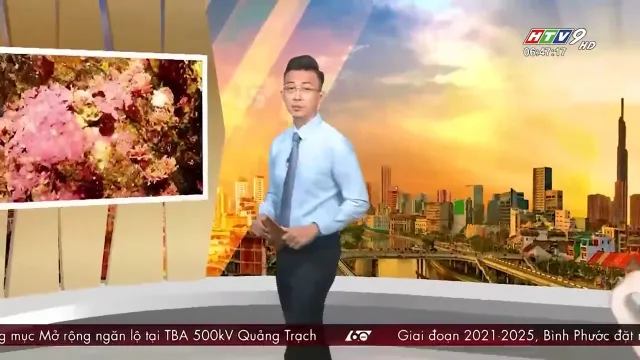 HTV9 HD
06:47:17
g mục Mở rộng ngăn lộ tại TBA 500kV Quảng Trạch 60 Giai đoạn 2021-2025, Bình Phước đặt